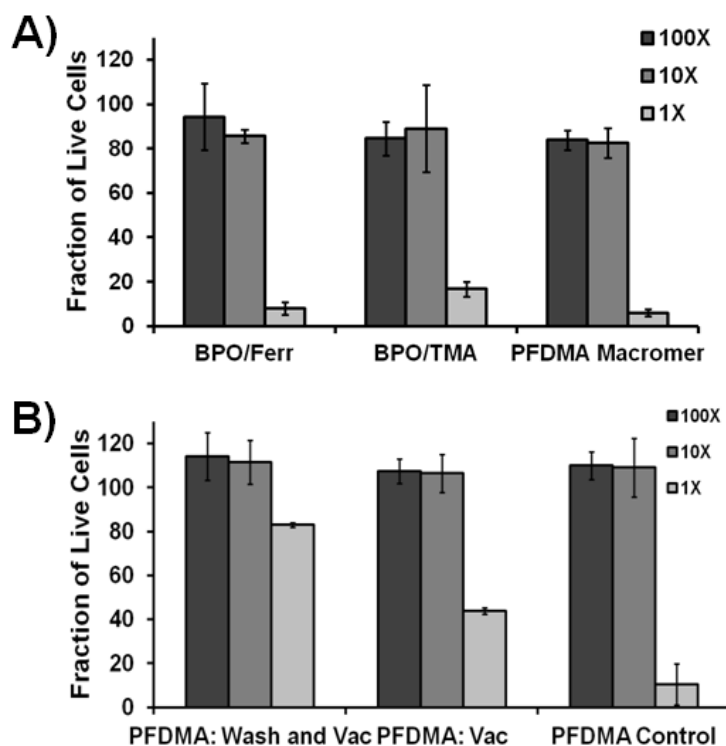 A)
100X
10X
1X
Fraction of Live Cells
120
100
80
60
40
20
0
BPO/Ferr BPO/TMA PFDMA Macromer
B)
100X
10X
1X
Fraction of Live Cells
120
100
80
60
40
20
0
PFDMA: Wash and Vac PFDMA: Vac PFDMA Control